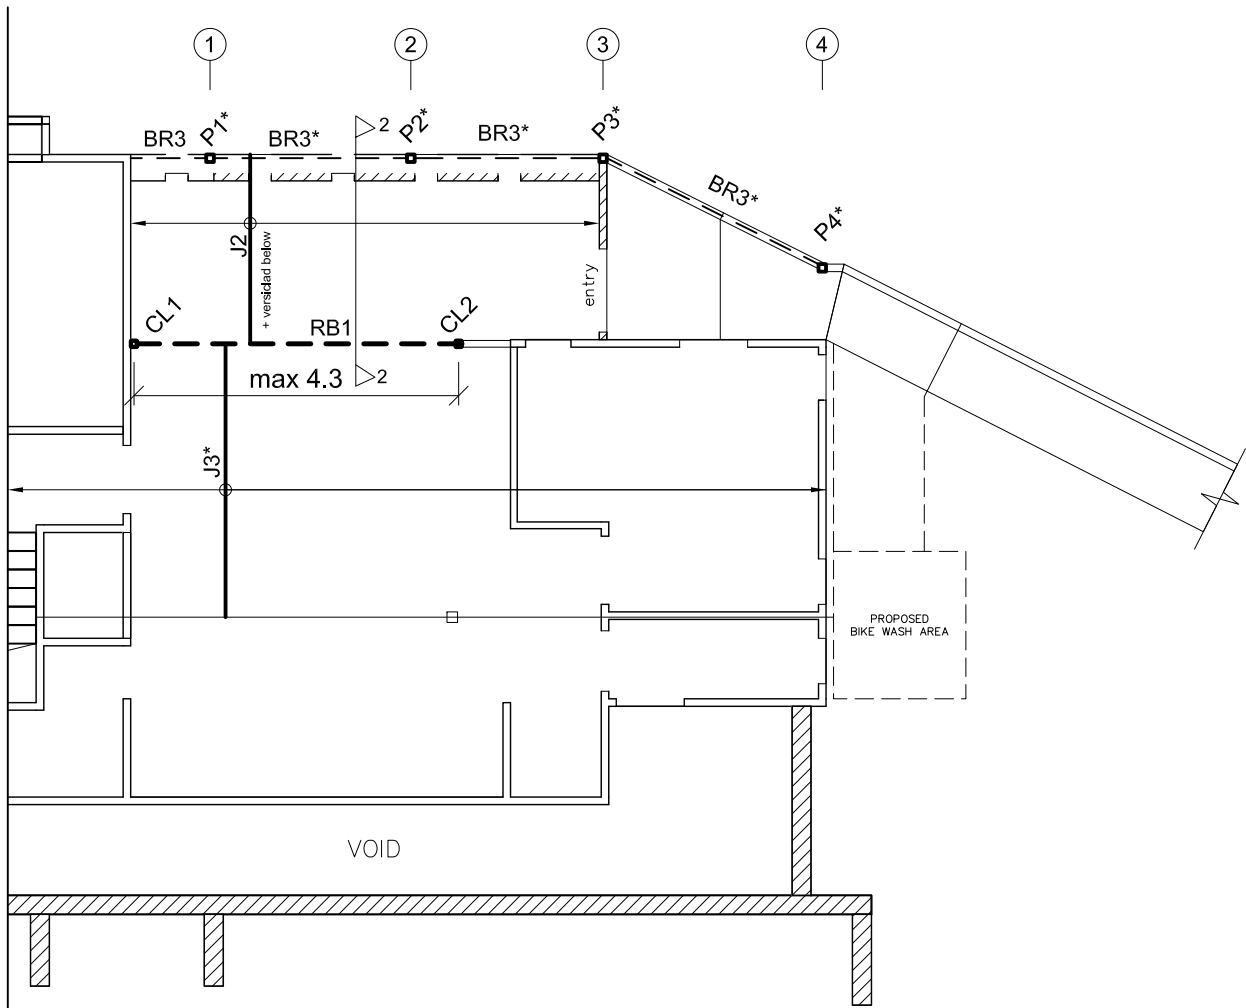 1
2
3
4
BR3
P1*
BR3*
2
P2*
BR3*
P3*
BR3*
P4*
J2
+ versiclad below
entry
CL1
RB1
CL2
max 4.3
2
J3*
PROPOSED
BIKE WASH AREA
VOID